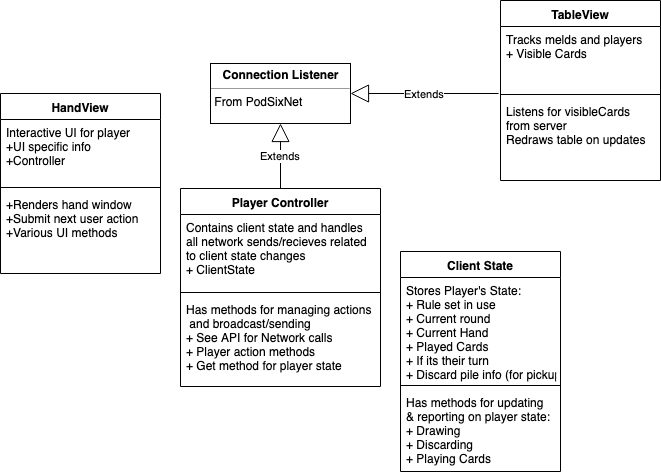 TableView
Tracks melds and players
+ Visible Cards
Listens for visibleCards
from server
Redraws table on updates
Connection Listener
From PodSixNet
Extends
Extends
HandView
Interactive UI for player
+UI specific info
+Controller
+Renders hand window
+Submit next user action
+Various UI methods
Player Controller
Contains client state and handles
all network sends/recieves related
to client state changes
+ ClientState
Has methods for managing actions
and broadcast/sending
+ See API for Network calls
+ Player action methods
+ Get method for player state
Client State
Stores Player's State:
+ Rule set in use
+ Current round
+ Current Hand
+ Played Cards
+ If its their turn
+ Discard pile info (for pickup
Has methods for updating
& reporting on player state:
+ Drawing
+ Discarding
+ Playing Cards